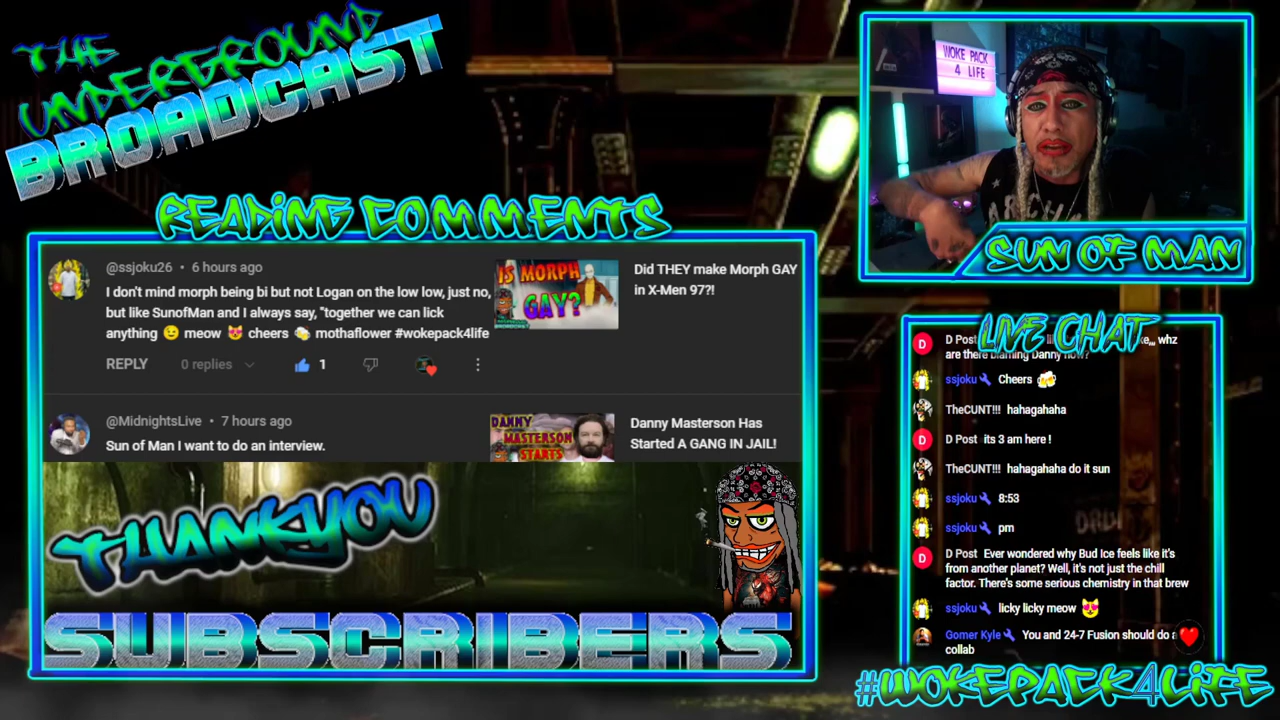 THE
UNDERGROUND
BROADCAST
READING COMMENTS
@ssjoku26 • 6 hours ago
I don't mind morph being bi but not Logan on the low low, just no,
but like SunofMan and I always say, "together we can lick
anything 😉 meow 😻 cheers 🍻 mothaflower #wokepack4life
REPLY 0 replies 1
IS MORPH
GAY?
Did THEY make Morph GAY
in X-Men 97?!
@MidnightsLive • 7 hours ago
Sun of Man I want to do an interview.
DANNY
MASTERSON
STARTS
Danny Masterson Has
Started A GANG IN JAIL!
THANK YOU
SUBSCRIBERS
WOKE PACK
4 LIFE
SUN OF MAN
LIVE CHAT
D Post whz
are there blaming Danny now?
ssjoku Cheers 🍻
TheCUNT!!! hahagahaha
D Post its 3 am here !
TheCUNT!!! hahagahaha do it sun
ssjoku 8:53
ssjoku pm
D Post Ever wondered why Bud Ice feels like it's
from another planet? Well, it's not just the chill
factor. There's some serious chemistry in that brew
ssjoku licky licky meow 😻
Gomer Kyle You and 24-7 Fusion should do a
collab
#WOKEPACK4LIFE